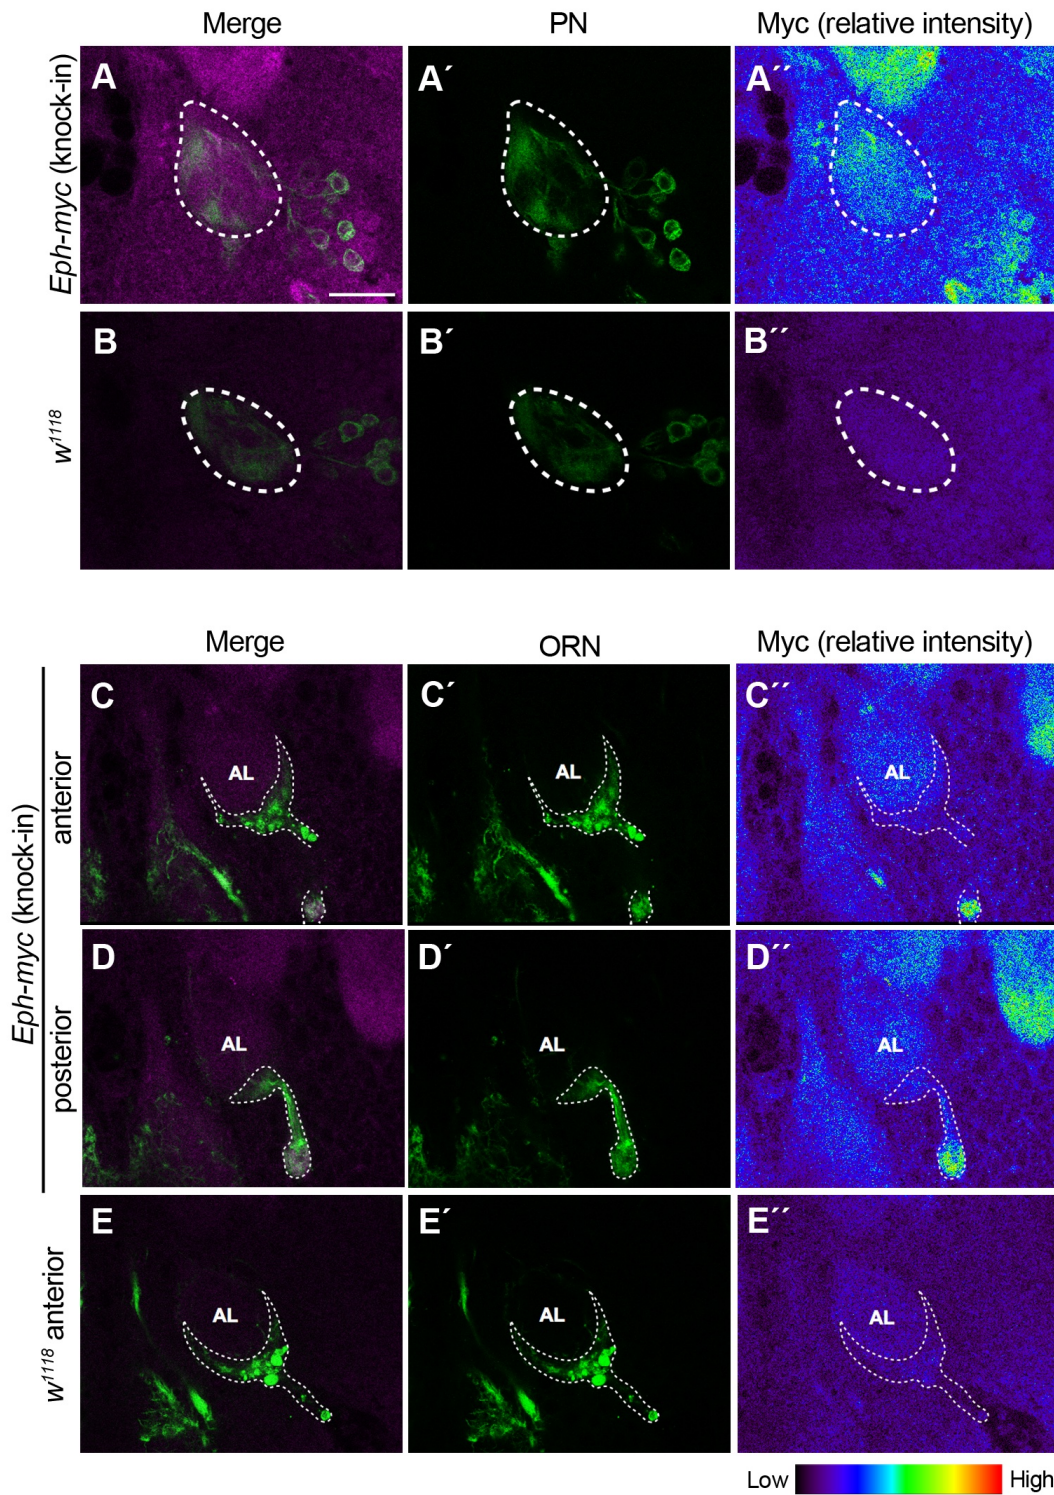 Merge PN Myc (relative intensity)
Eph-myc (knock-in)
A A´ A´´
w1118
B B´ B´´
Merge ORN Myc (relative intensity)
Eph-myc (knock-in)
anterior
C C´ C´´
AL AL AL
posterior
D D´ D´´
AL AL AL
w1118 anterior
E E´ E´´
AL AL AL
Low High